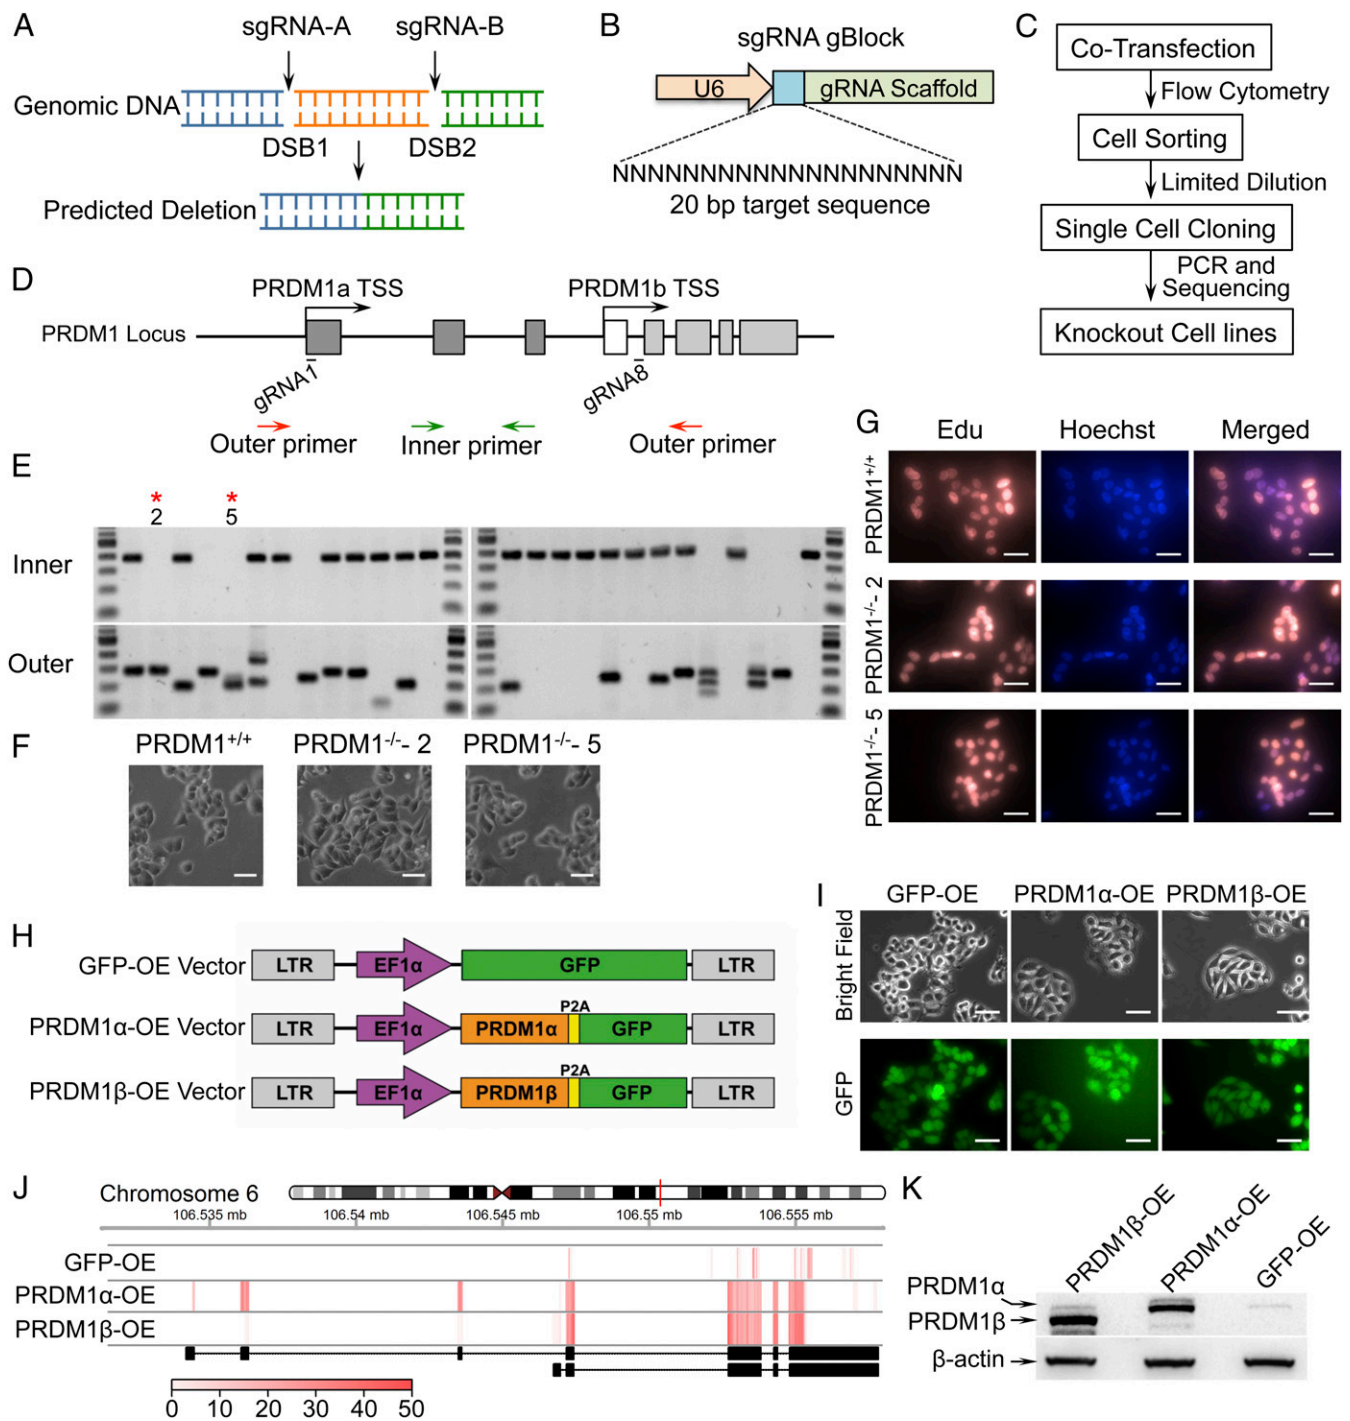 A
sgRNA-A
sgRNA-B
Genomic DNA
DSB1
DSB2
Predicted Deletion
B
sgRNA gBlock
U6
gRNA Scaffold
NNNNNNNNNNNNNNNNNNNN
20 bp target sequence
C
Co-Transfection
Flow Cytometry
Cell Sorting
Limited Dilution
Single Cell Cloning
PCR and
Sequencing
Knockout Cell lines
D
PRDM1a TSS
PRDM1b TSS
PRDM1 Locus
gRNA1
gRNA8
Outer primer
Inner primer
Outer primer
E
* *
2 5
Inner
Outer
F
PRDM1+/+
PRDM1-/-- 2
PRDM1-/-- 5
G
Edu
Hoechst
Merged
PRDM1+/+
PRDM1-/-- 2
PRDM1-/-- 5
H
GFP-OE Vector
LTR
EF1α
GFP
LTR
PRDM1α-OE Vector
LTR
EF1α
PRDM1α
P2A
GFP
LTR
PRDM1β-OE Vector
LTR
EF1α
PRDM1β
P2A
GFP
LTR
I
GFP-OE
PRDM1α-OE
PRDM1β-OE
Bright Field
GFP
J
Chromosome 6
106.535 mb
106.54 mb
106.545 mb
106.55 mb
106.555 mb
GFP-OE
PRDM1α-OE
PRDM1β-OE
0 10 20 30 40 50
K
PRDM1β-OE
PRDM1α-OE
GFP-OE
PRDM1α
PRDM1β
β-actin